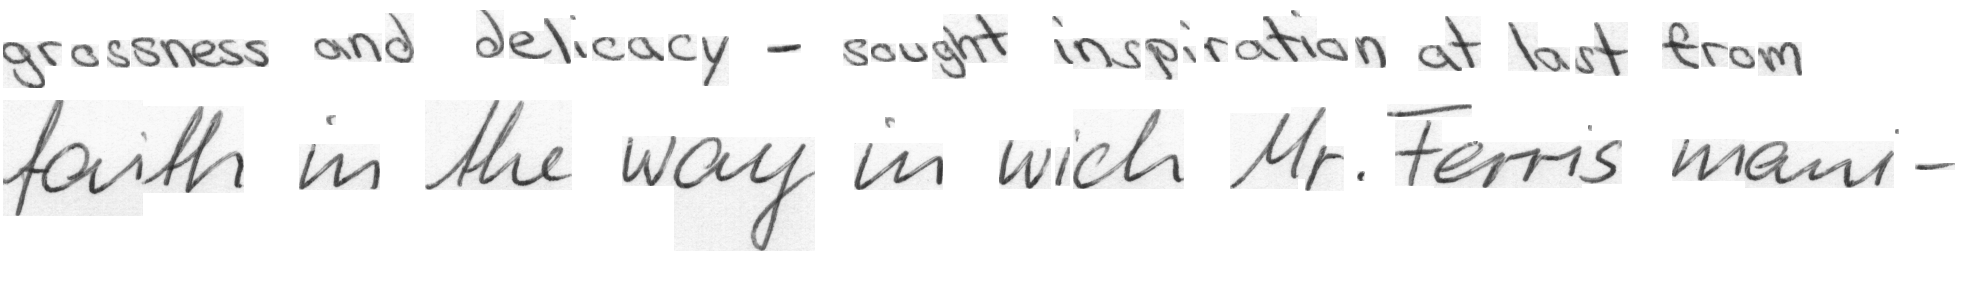 grossness and delicacy - sought inspiration at last from
faith in the way in wich Mr. Ferris mani-